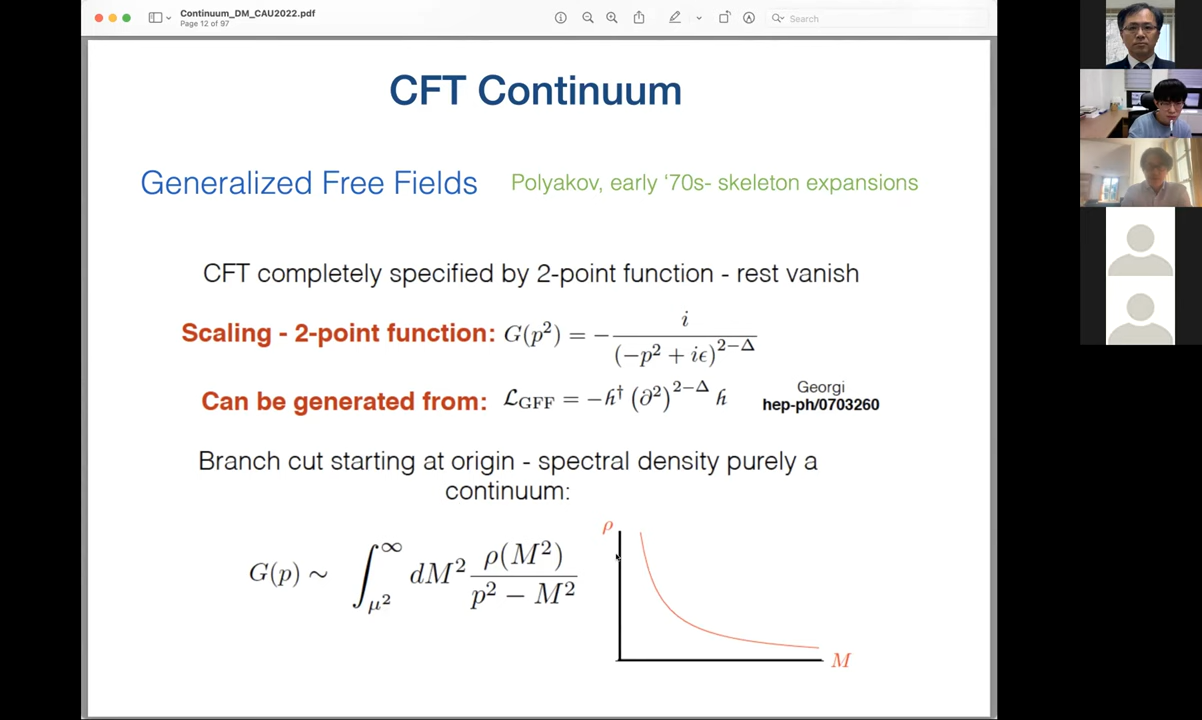 Continuum_DM_CAU2022.pdf
Page 12 of 97
Search
CFT Continuum
Generalized Free Fields Polyakov, early ‘70s- skeleton expansions
CFT completely specified by 2-point function - rest vanish
Scaling - 2-point function: G(p²) = − i / (−p² + iϵ)^{2−Δ}
Can be generated from: ℒ_GFF = −h† (∂²)^{2−Δ} h
Georgi
hep-ph/0703260
Branch cut starting at origin - spectral density purely a
continuum:
G(p) ~ ∫_{μ²}^{∞} dM² ρ(M²) / (p² − M²)
ρ
M